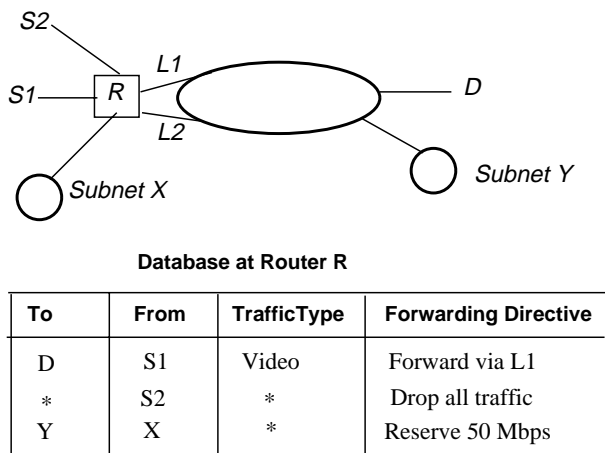 S2
L1
S1
R
D
L2
Subnet X
Subnet Y
Database at Router R
To From TrafficType Forwarding Directive
D S1 Video Forward via L1
* S2 * Drop all traffic
Y X * Reserve 50 Mbps